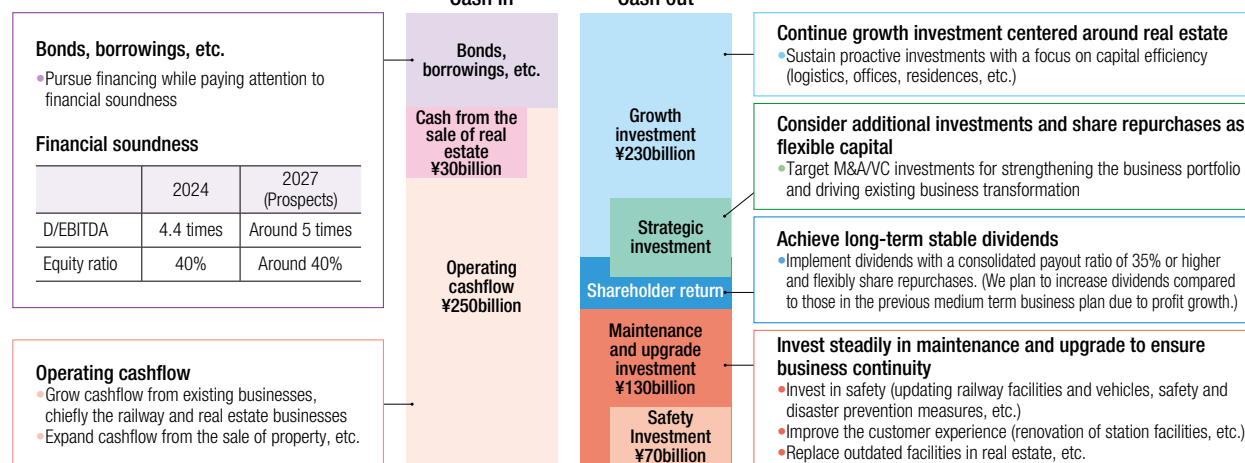 Cash in
Cash out
Bonds, borrowings, etc.
•Pursue financing while paying attention to
financial soundness
Financial soundness
2024
2027
(Prospects)
D/EBITDA
4.4 times
Around 5 times
Equity ratio
40%
Around 40%
Operating cashflow
•Grow cashflow from existing businesses,
chiefly the railway and real estate businesses
•Expand cashflow from the sale of property, etc.
Bonds,
borrowings, etc.
Cash from the
sale of real
estate
¥30billion
Operating
cashflow
¥250billion
Growth
investment
¥230billion
Strategic
investment
Shareholder return
Maintenance
and upgrade
investment
¥130billion
Safety
Investment
¥70billion
Continue growth investment centered around real estate
•Sustain proactive investments with a focus on capital efficiency
(logistics, offices, residences, etc.)
Consider additional investments and share repurchases as
flexible capital
•Target M&A/VC investments for strengthening the business portfolio
and driving existing business transformation
Achieve long-term stable dividends
•Implement dividends with a consolidated payout ratio of 35% or higher
and flexibly share repurchases. (We plan to increase dividends compared
to those in the previous medium term business plan due to profit growth.)
Invest steadily in maintenance and upgrade to ensure
business continuity
•Invest in safety (updating railway facilities and vehicles, safety and
disaster prevention measures, etc.)
•Improve the customer experience (renovation of station facilities, etc.)
•Replace outdated facilities in real estate, etc.